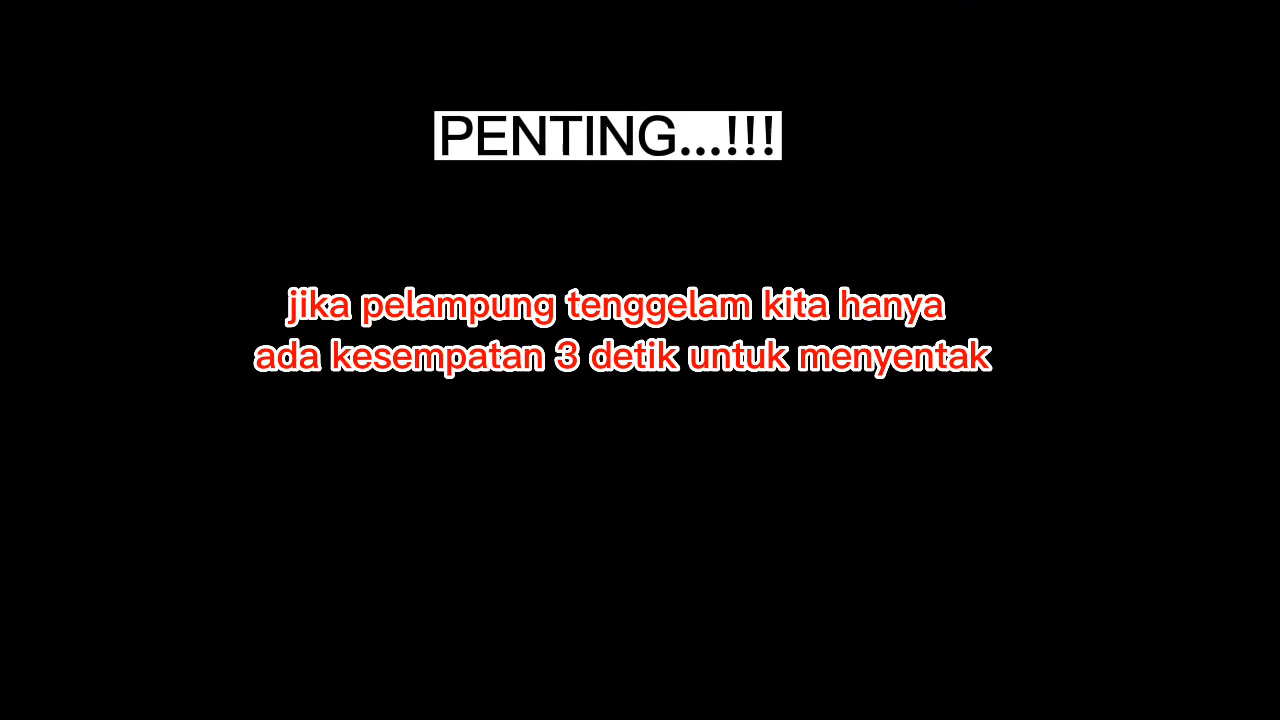 PENTING...!!!
jika pelampung tenggelam kita hanya
ada kesempatan 3 detik untuk menyentak